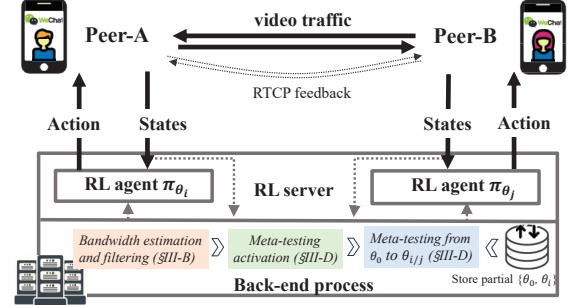 WeChat
WeChat
video traffic
Peer-A
Peer-B
RTCP feedback
Action
States
States
Action
RL agent π_θᵢ
RL server
RL agent π_θⱼ
Bandwidth estimation
and filtering (§III-B)
Meta-testing
activation (§III-D)
Meta-testing from
θ₀ to θᵢ/ⱼ (§III-D)
Store partial {θ₀, θᵢ}
Back-end process